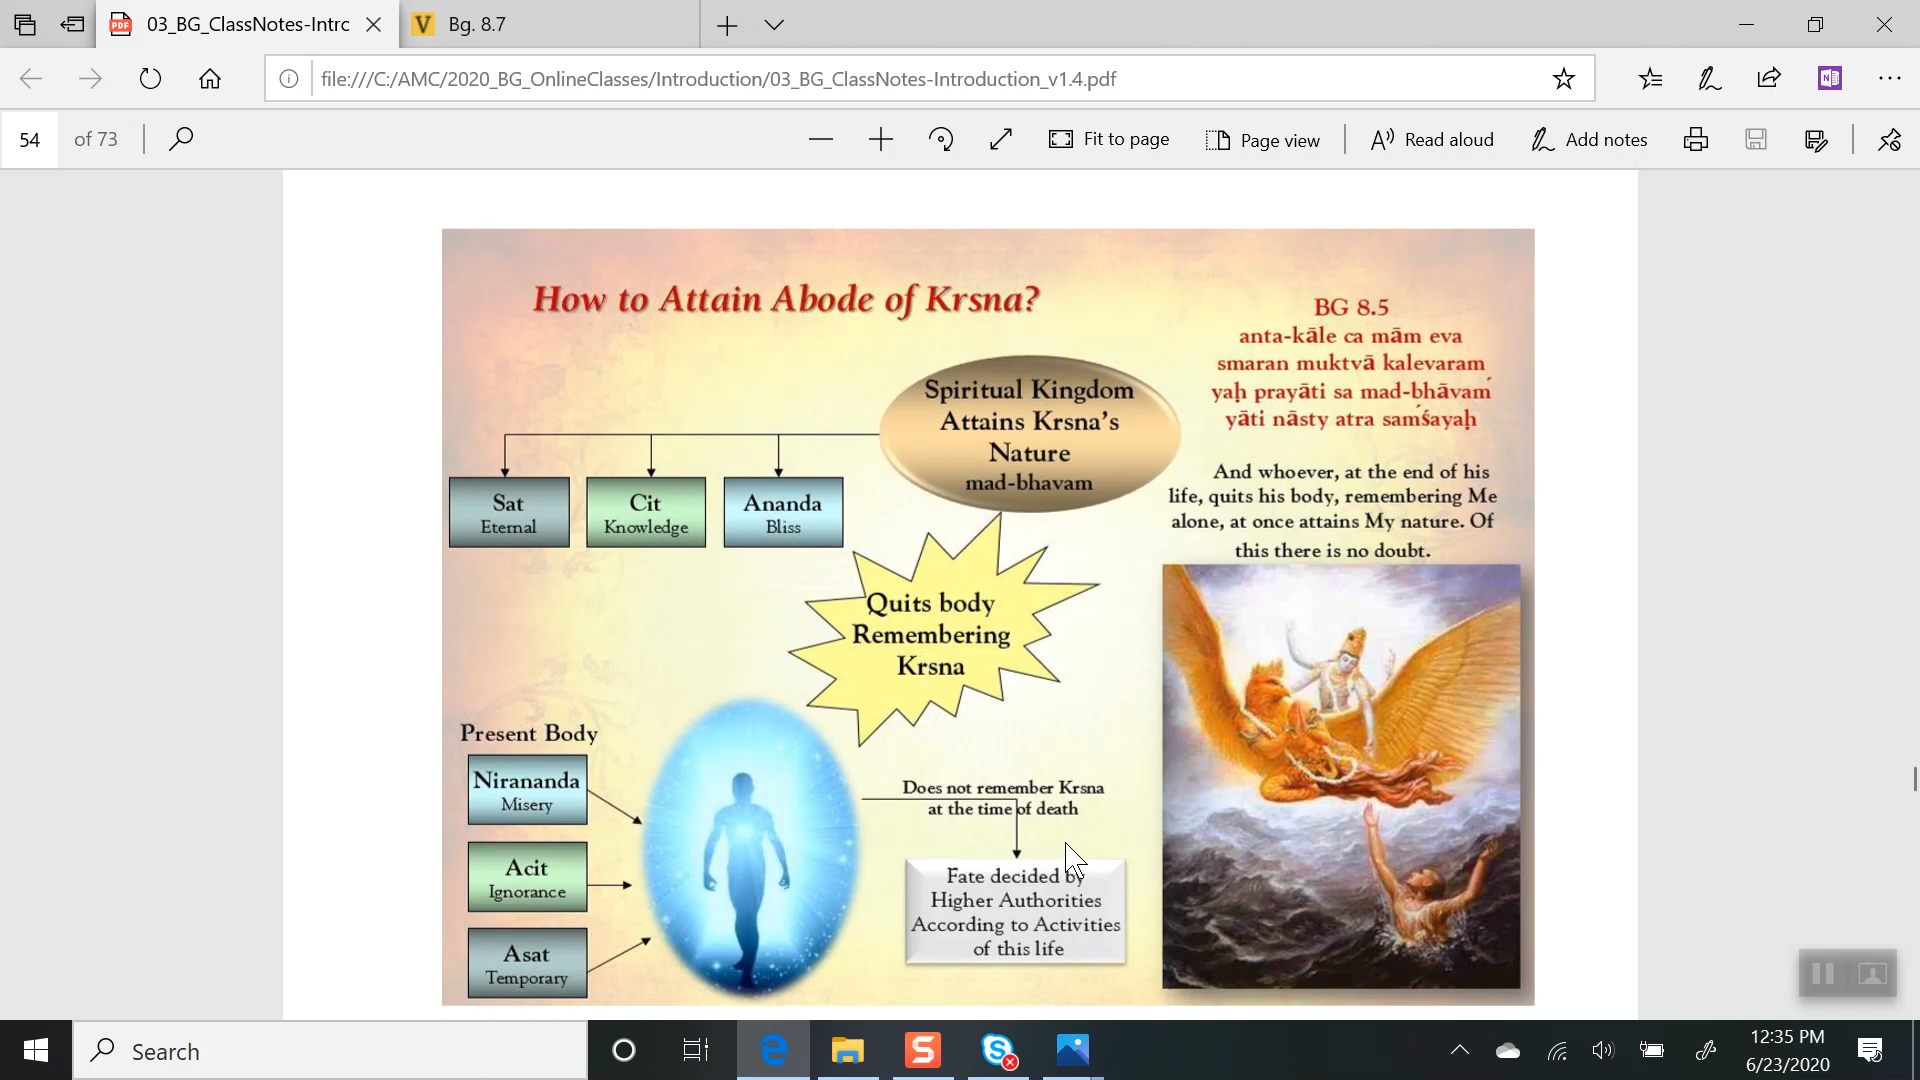 03_BG_ClassNotes-Intrc
Bg. 8.7
file:///C:/AMC/2020_BG_OnlineClasses/Introduction/03_BG_ClassNotes-Introduction_v1.4.pdf
54 of 73
Fit to page
Page view
Read aloud
Add notes
How to Attain Abode of Krsna?
BG 8.5
anta-kāle ca mām eva
smaran muktvā kalevaram
yaḥ prayāti sa mad-bhāvaḿ
yāti nāsty atra saḿśayaḥ
And whoever, at the end of his
life, quits his body, remembering Me
alone, at once attains My nature. Of
this there is no doubt.
Spiritual Kingdom
Attains Krsna's
Nature
mad-bhavam
Sat
Eternal
Cit
Knowledge
Ananda
Bliss
Quits body
Remembering
Krsna
Present Body
Nirananda
Misery
Acit
Ignorance
Asat
Temporary
Does not remember Krsna
at the time of death
Fate decided by
Higher Authorities
According to Activities
of this life
Search
12:35 PM
6/23/2020